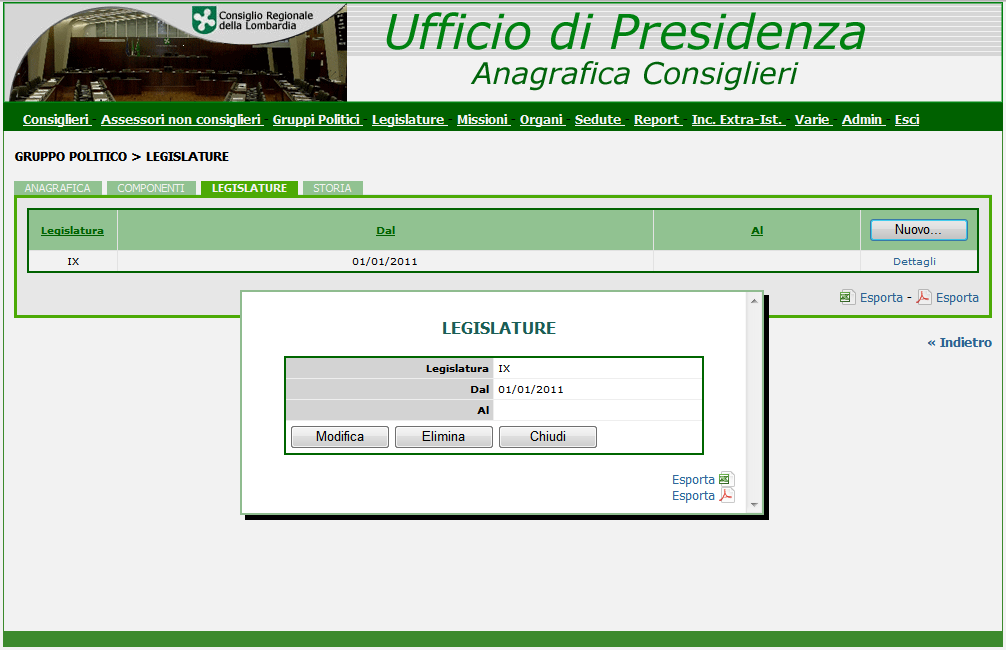 Consiglio Regionale
della Lombardia
Ufficio di Presidenza
Anagrafica Consiglieri
Consiglieri - Assessori non consiglieri - Gruppi Politici - Legislature - Missioni - Organi - Sedute - Report - Inc. Extra-Ist. - Varie - Admin - Esci
GRUPPO POLITICO > LEGISLATURE
ANAGRAFICA COMPONENTI LEGISLATURE STORIA
Legislatura Dal Al Nuovo...
IX 01/01/2011 Dettagli
Esporta - Esporta
« Indietro
LEGISLATURE
Legislatura IX
Dal 01/01/2011
Al
Modifica Elimina Chiudi
Esporta
Esporta